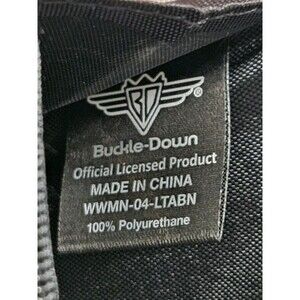 BD
®
Buckle-Down
Official Licensed Product
MADE IN CHINA
WWMN-04-LTABN
100% Polyurethane